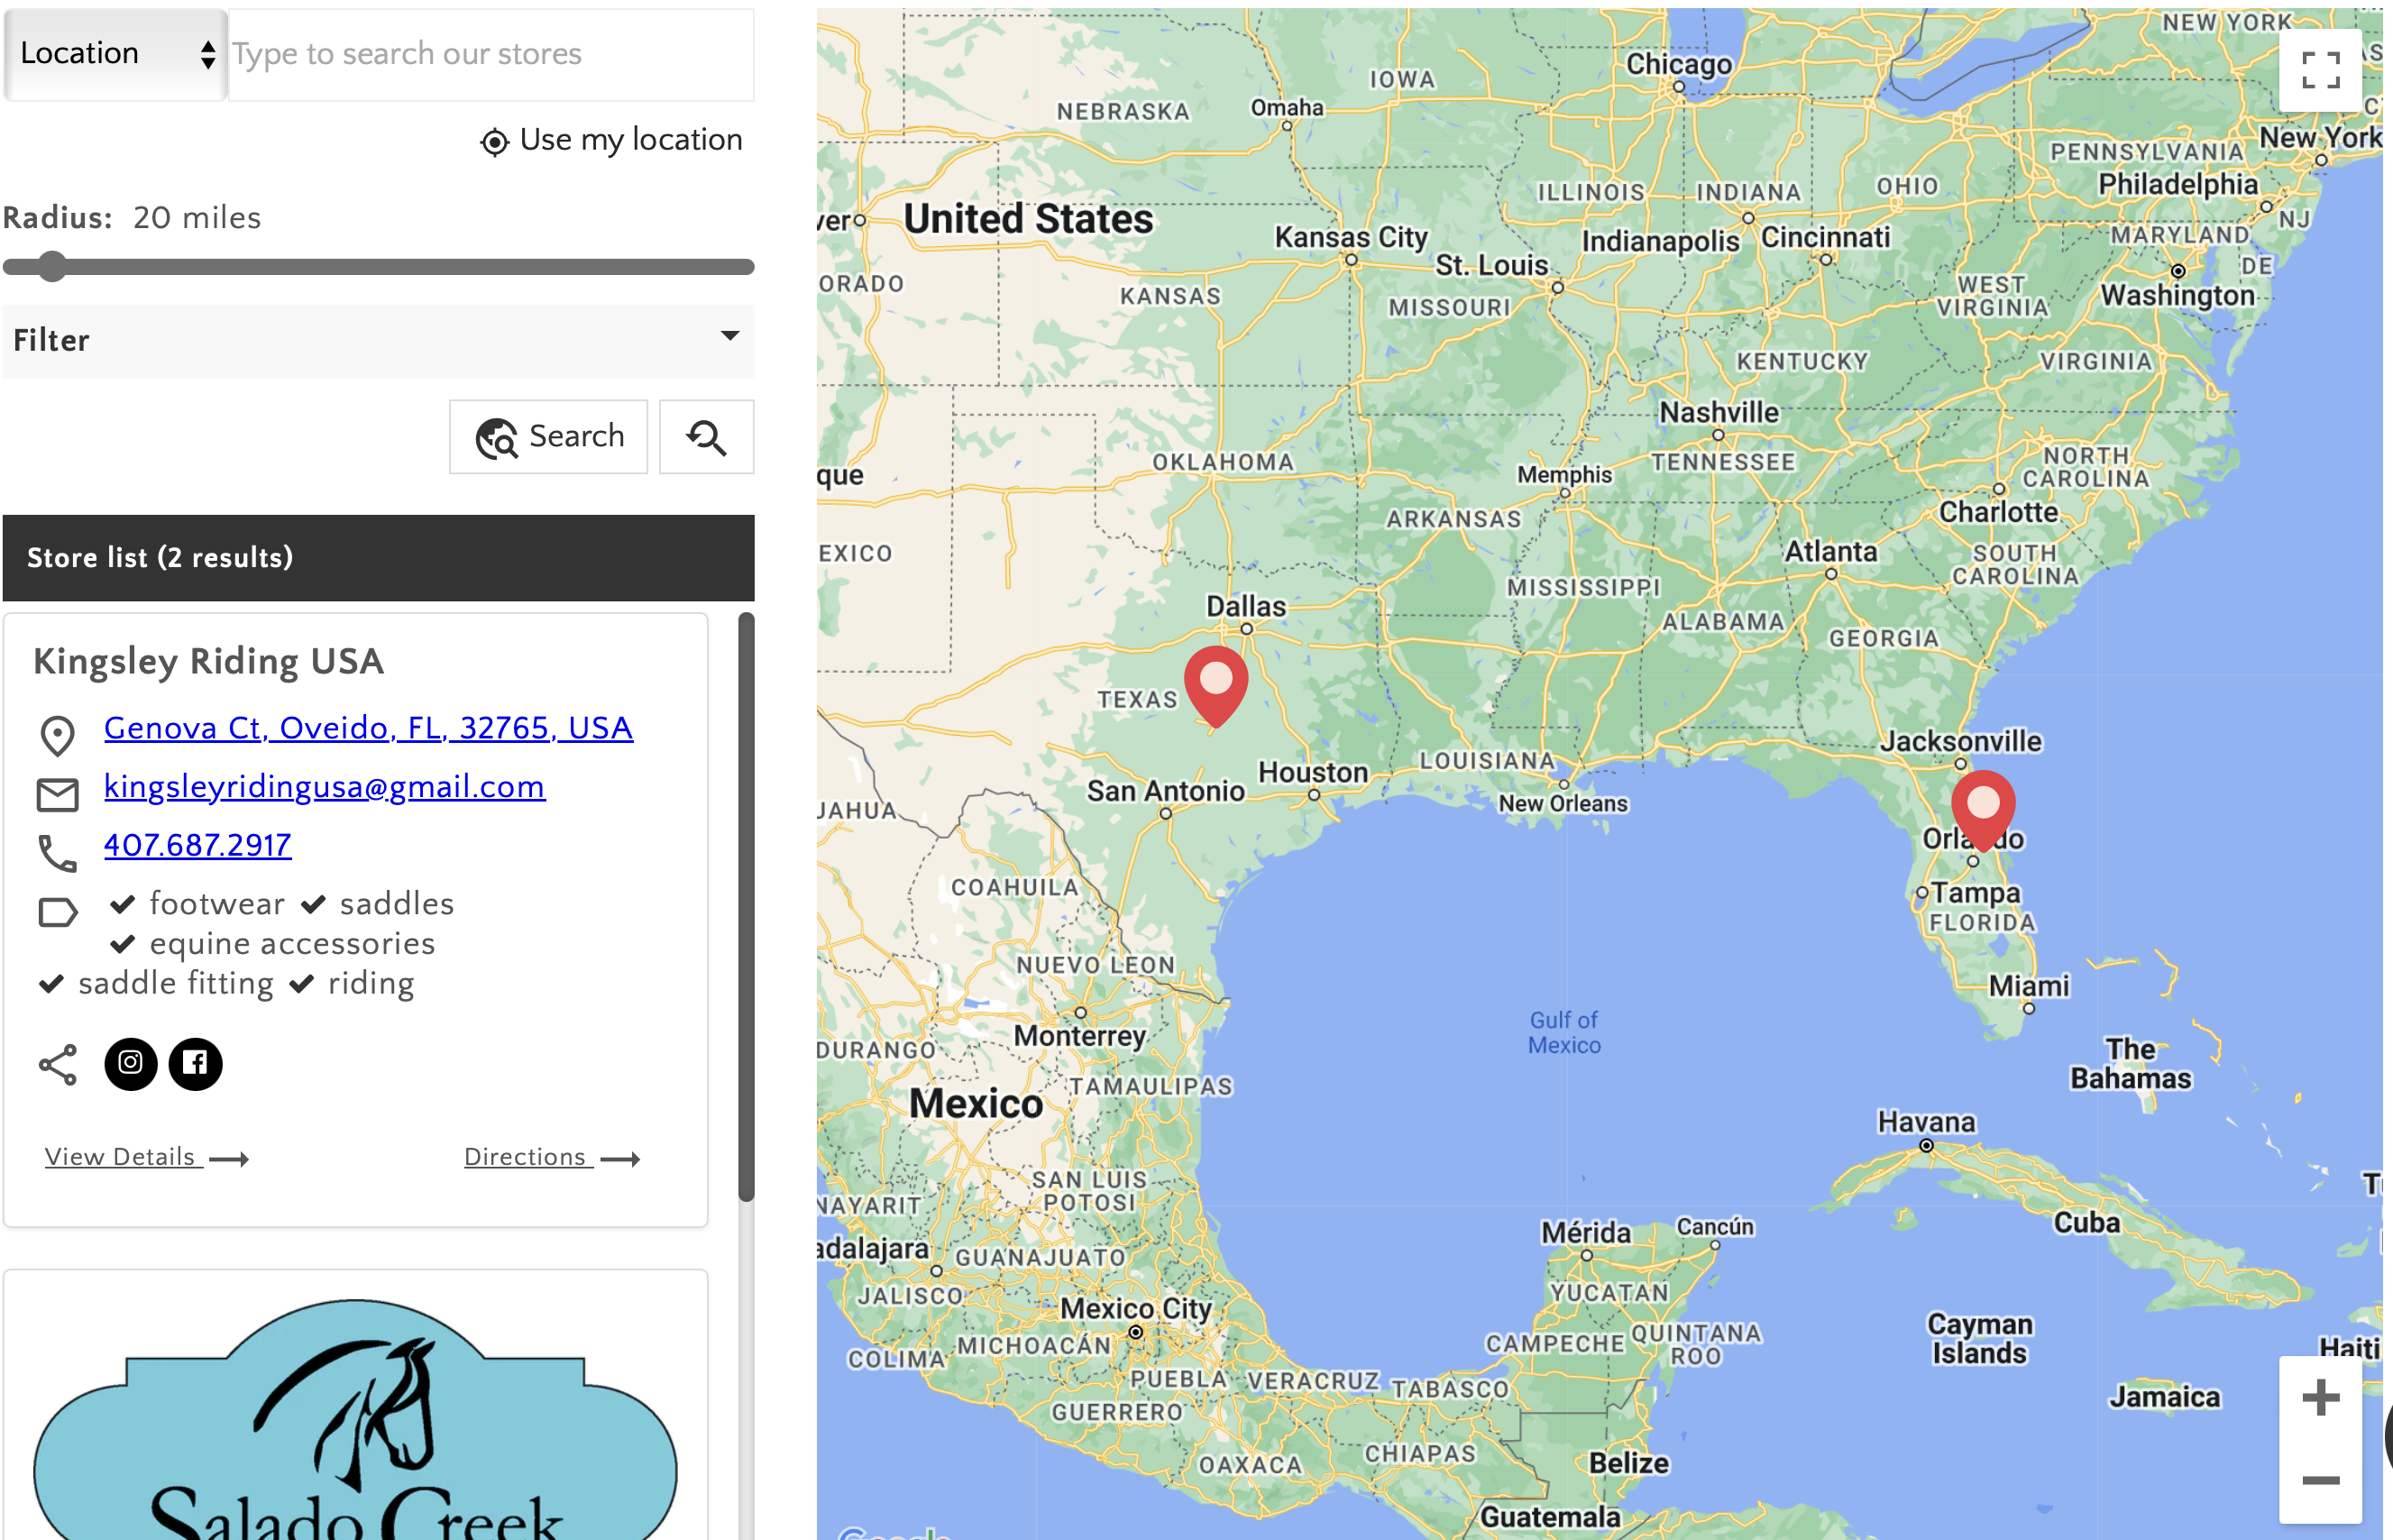 Location
Type to search our stores
Use my location
Radius: 20 miles
Filter
Search
Store list (2 results)
Kingsley Riding USA
Genova Ct, Oveido, FL, 32765, USA
kingsleyridingusa@gmail.com
407.687.2917
footwear saddles
equine accessories
saddle fitting riding
View Details
Directions
Salado Creek
NEW YORK
Chicago
IOWA
NEBRASKA
Omaha
New York
PENNSYLVANIA
ILLINOIS
INDIANA
OHIO
Philadelphia
NJ
ver
United States
Kansas City
Indianapolis
Cincinnati
MARYLAND
St. Louis
DE
ORADO
KANSAS
MISSOURI
WEST
VIRGINIA
Washington
KENTUCKY
VIRGINIA
Nashville
que
OKLAHOMA
Memphis
TENNESSEE
NORTH
CAROLINA
ARKANSAS
Charlotte
EXICO
Atlanta
SOUTH
CAROLINA
MISSISSIPPI
Dallas
ALABAMA
GEORGIA
TEXAS
Jacksonville
LOUISIANA
Houston
San Antonio
New Orleans
UAHUA
Orlando
COAHUILA
Tampa
FLORIDA
NUEVO LEON
Miami
Gulf of
Mexico
Monterrey
DURANGO
The
Bahamas
TAMAULIPAS
Mexico
Havana
SAN LUIS
POTOSI
NAYARIT
Mérida
Cancún
Cuba
adalajara
GUANAJUATO
JALISCO
YUCATAN
Mexico City
Cayman
Islands
MICHOACÁN
CAMPECHE
QUINTANA
ROO
COLIMA
Haiti
PUEBLA
VERACRUZ
TABASCO
Jamaica
GUERRERO
CHIAPAS
OAXACA
Belize
Guatemala